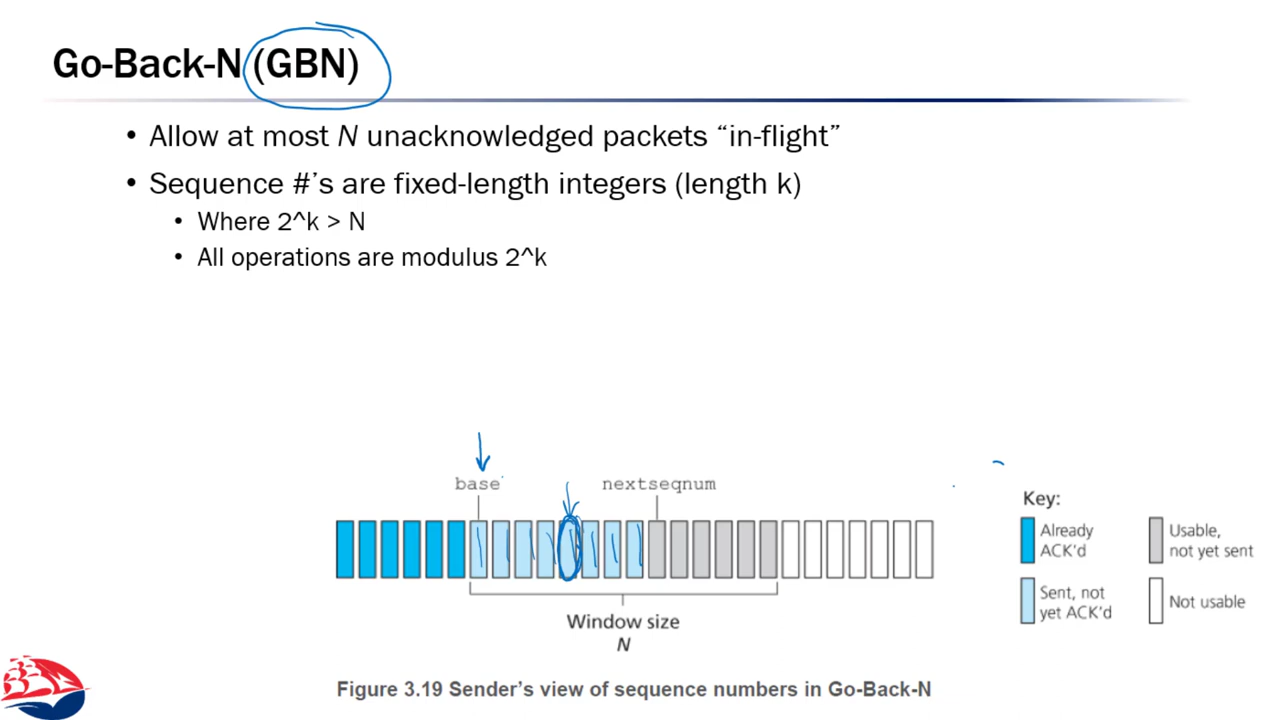 Go-Back-N (GBN)
• Allow at most N unacknowledged packets “in-flight”
• Sequence #’s are fixed-length integers (length k)
• Where 2^k > N
• All operations are modulus 2^k
base nextseqnum
Key:
Already
ACK’d
Usable,
not yet sent
Sent, not
yet ACK’d
Not usable
Window size
N
Figure 3.19 Sender’s view of sequence numbers in Go-Back-N